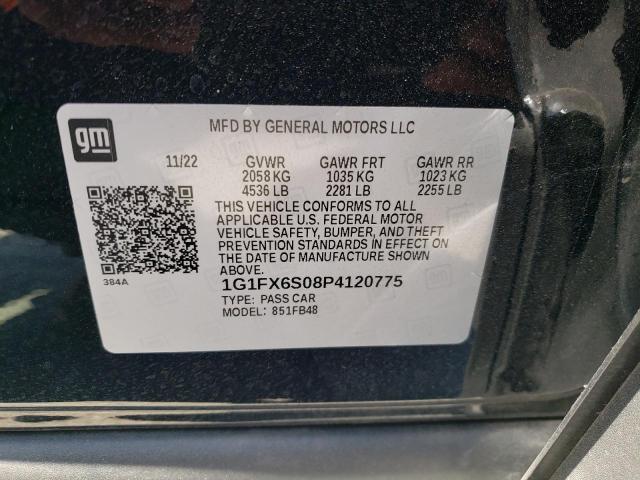 gm
MFD BY GENERAL MOTORS LLC
11/22 GVWR GAWR FRT GAWR RR
2058 KG 1035 KG 1023 KG
4536 LB 2281 LB 2255 LB
THIS VEHICLE CONFORMS TO ALL
APPLICABLE U.S. FEDERAL MOTOR
VEHICLE SAFETY, BUMPER, AND THEFT
PREVENTION STANDARDS IN EFFECT ON
THE DATE OF MANUFACTURE SHOWN
ABOVE.
384A
1G1FX6S08P4120775
TYPE: PASS CAR
MODEL: 851FB48